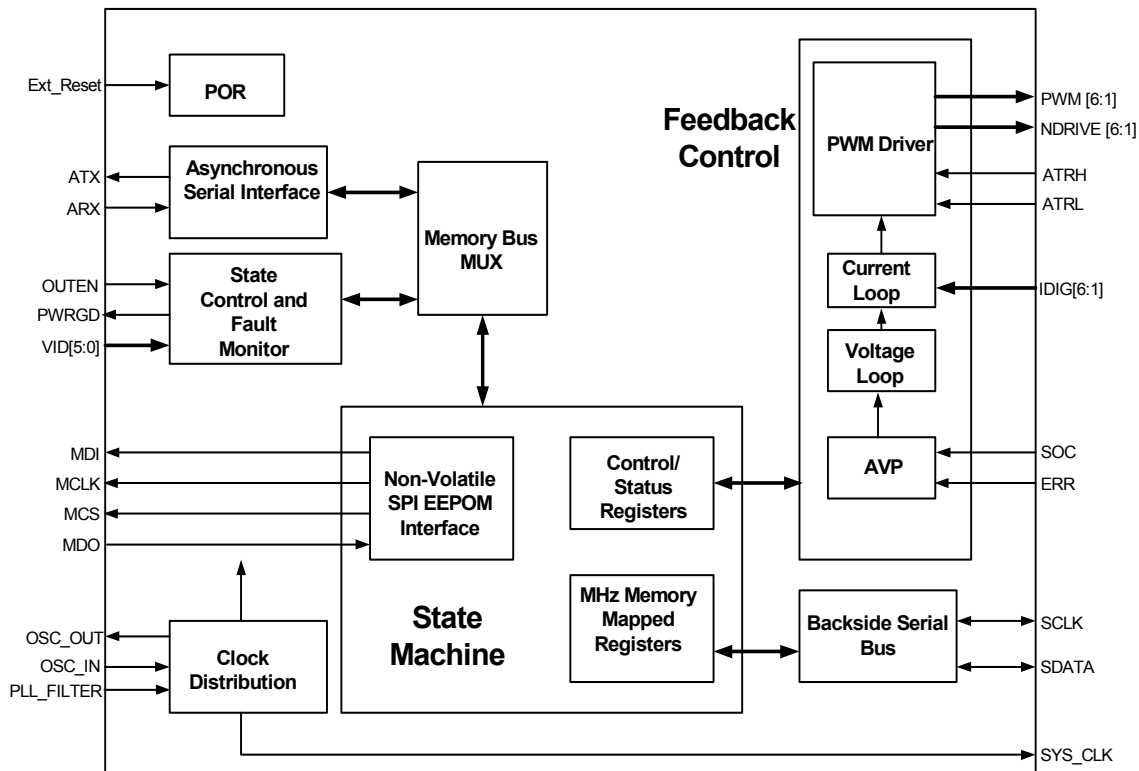 Ext_Reset
POR
ATX
ARX
Asynchronous
Serial Interface
OUTEN
PWRGD
VID[5:0]
State
Control and
Fault
Monitor
Memory Bus
MUX
Feedback
Control
PWM Driver
PWM [6:1]
NDRIVE [6:1]
ATRH
ATRL
Current
Loop
IDIG[6:1]
Voltage
Loop
AVP
SOC
ERR
MDI
MCLK
MCS
MDO
Non-Volatile
SPI EEPOM
Interface
Control/
Status
Registers
State
Machine
MHz Memory
Mapped
Registers
Backside Serial
Bus
SCLK
SDATA
OSC_OUT
OSC_IN
PLL_FILTER
Clock
Distribution
SYS_CLK